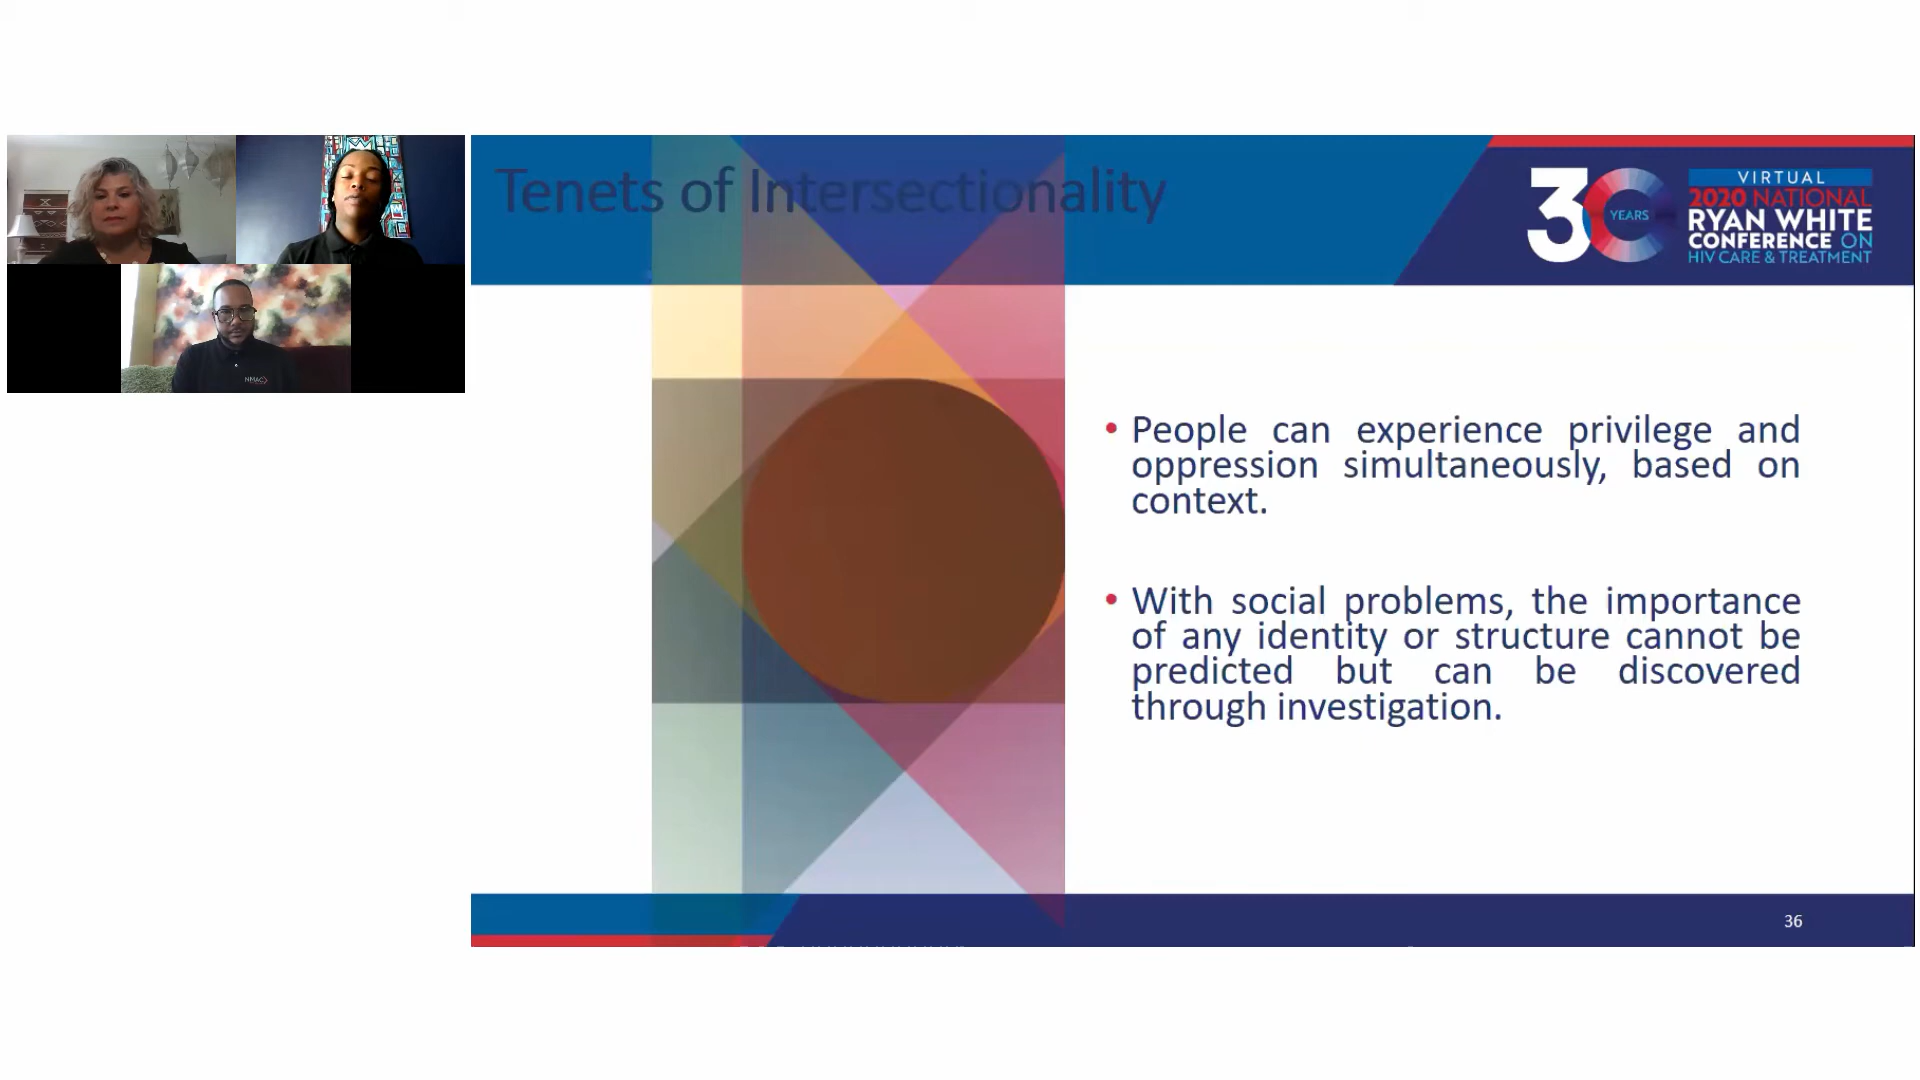 Tenets of Intersectionality
30
YEARS
VIRTUAL
2020 NATIONAL
RYAN WHITE
CONFERENCE ON
HIV CARE & TREATMENT
NMAC
• People can experience privilege and
oppression simultaneously, based on
context.
• With social problems, the importance
of any identity or structure cannot be
predicted but can be discovered
through investigation.
36